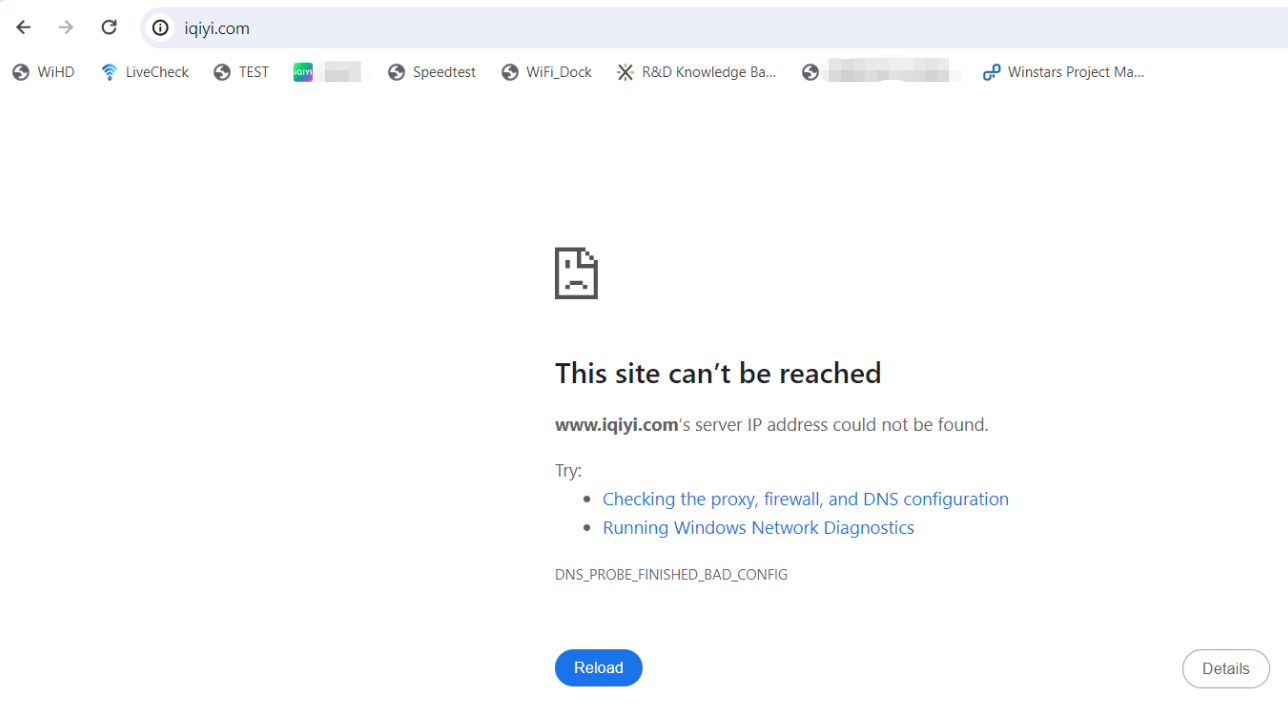 iqiyi.com
WiHD LiveCheck TEST iQIYI Speedtest WiFi_Dock R&D Knowledge Ba... Winstars Project Ma...
This site can’t be reached
www.iqiyi.com’s server IP address could not be found.
Try:
Checking the proxy, firewall, and DNS configuration
Running Windows Network Diagnostics
DNS_PROBE_FINISHED_BAD_CONFIG
Reload Details